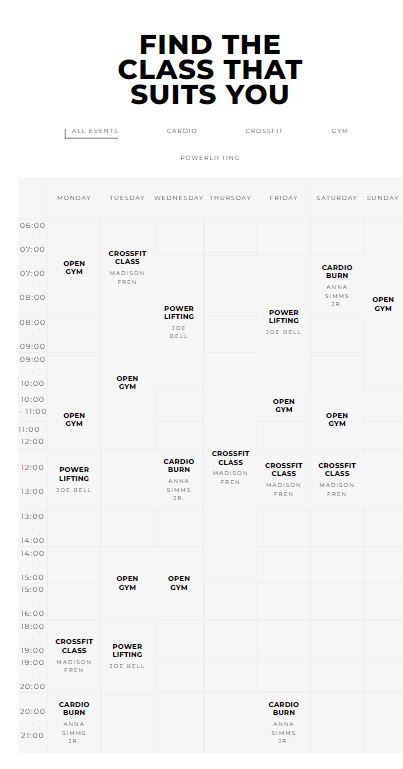 FIND THE
CLASS THAT
SUITS YOU
ALL EVENTS CARDIO CROSSFIT GYM
POWERLIFTING
MONDAY TUESDAY WEDNESDAY THURSDAY FRIDAY SATURDAY SUNDAY
06:00
-
07:00
OPEN
GYM
CROSSFIT
CLASS
MADISON
FREN
CARDIO
BURN
ANNA
SIMMS
JR.
07:00
-
08:00
POWER
LIFTING
JOE
BELL
POWER
LIFTING
JOE BELL
OPEN
GYM
08:00
-
09:00
09:00
-
10:00
OPEN
GYM
10:00
- 11:00
OPEN
GYM
OPEN
GYM
OPEN
GYM
11:00 -
12:00
CROSSFIT
CLASS
MADISON
FREN
12:00
-
13:00
POWER
LIFTING
JOE BELL
CARDIO
BURN
ANNA
SIMMS
JR.
CROSSFIT
CLASS
MADISON
FREN
CROSSFIT
CLASS
MADISON
FREN
13:00
-
14:00
14:00
-
15:00
OPEN
GYM
OPEN
GYM
15:00
-
16:00
18:00
-
19:00
CROSSFIT
CLASS
MADISON
FREN
POWER
LIFTING
JOE BELL
19:00
-
20:00
20:00
-
21:00
CARDIO
BURN
ANNA
SIMMS
JR.
CARDIO
BURN
ANNA
SIMMS
JR.